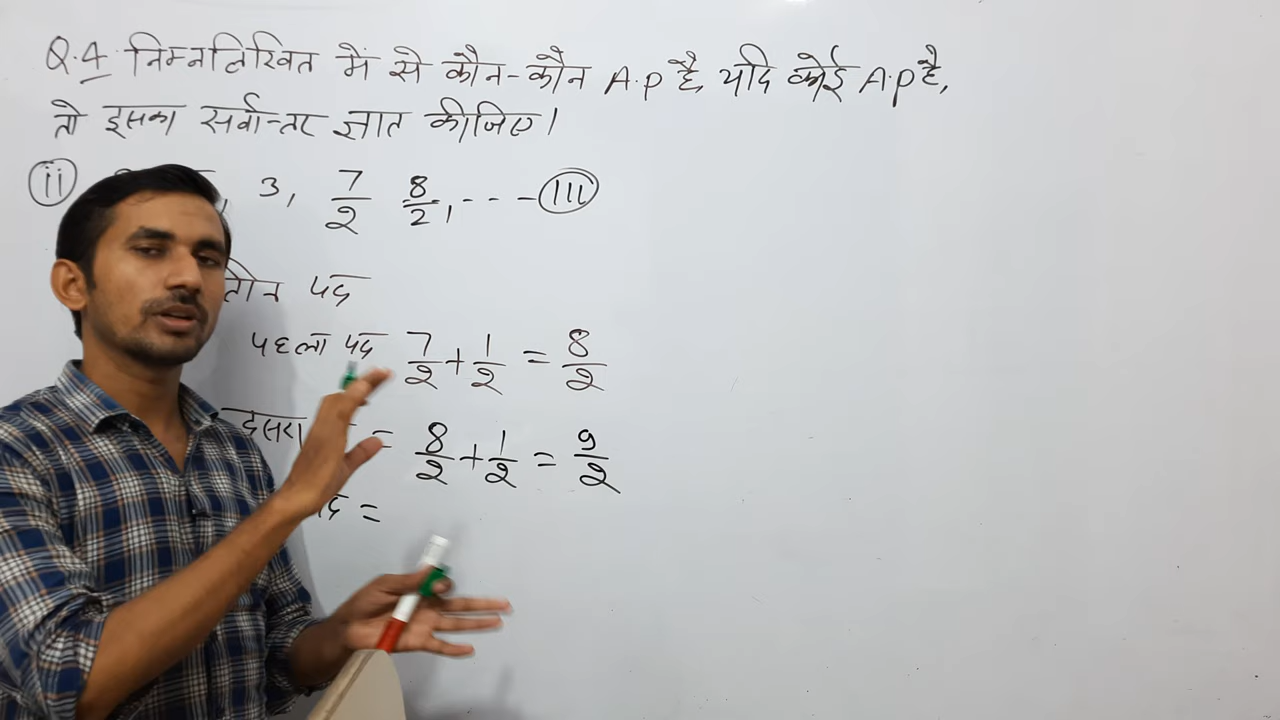 Q.4. निम्नलिखित में से कौन-कौन A.P है, यदि कोई A.P है,
तो इसका सर्वान्तर ज्ञात कीजिए।
ii , 3, 7/2 8/2, --- III
तीन पद
पहला पद 7/2 + 1/2 = 8/2
दूसरा = 8/2 + 1/2 = 9/2
=